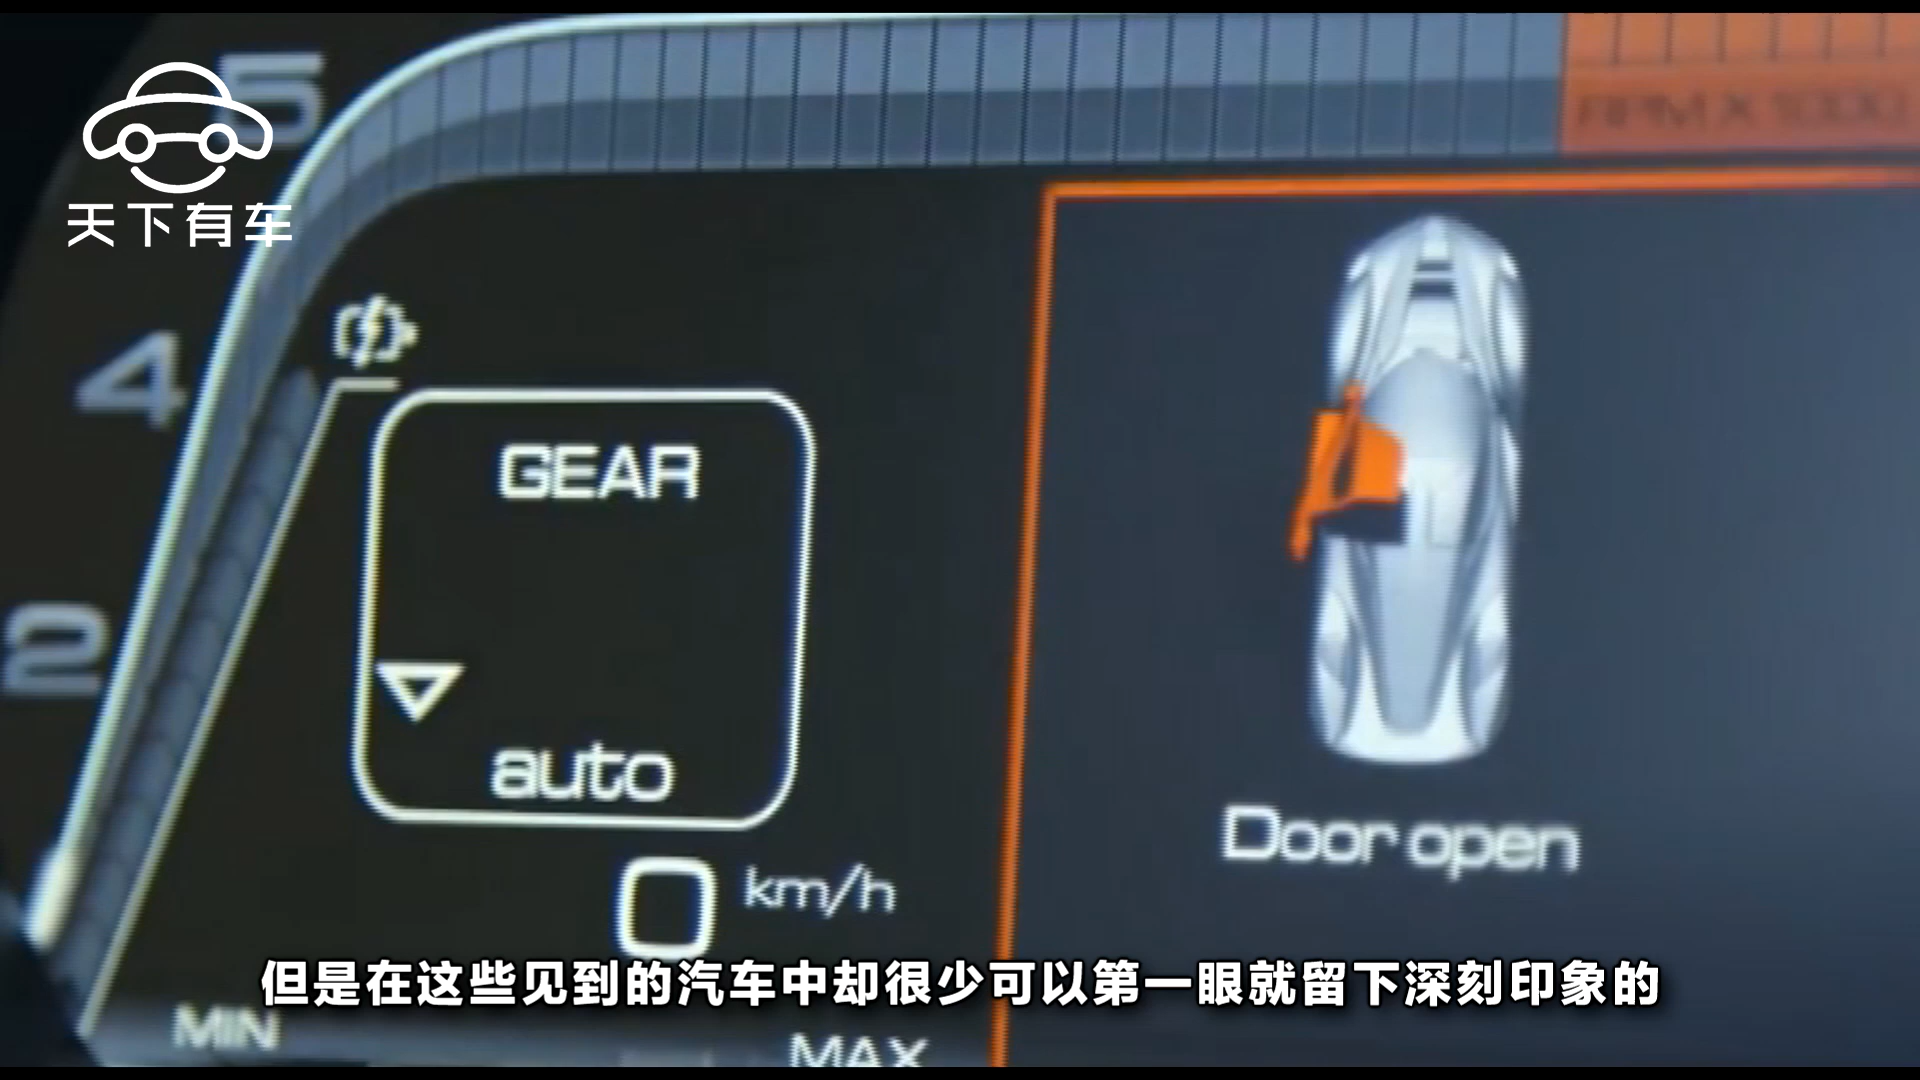 5
RPM X 1000
天下有车
4
GEAR
2
auto
Door open
0 km/h
但是在这些见到的汽车中却很少可以第一眼就留下深刻印象的
MIN
MAX